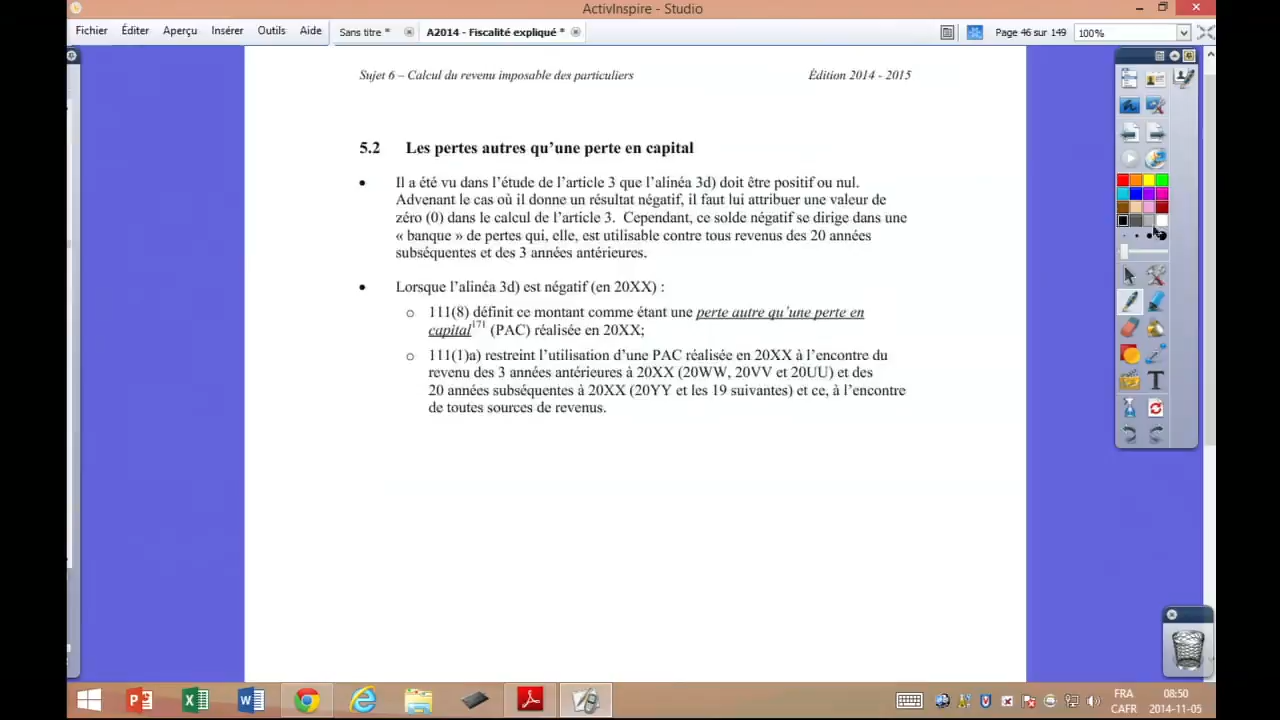 ActivInspire - Studio
Fichier Éditer Aperçu Insérer Outils Aide
Sans titre *
A2014 - Fiscalité expliqué *
Page 46 sur 149
100%
Sujet 6 – Calcul du revenu imposable des particuliers
Édition 2014 - 2015
5.2 Les pertes autres qu’une perte en capital
• Il a été vu dans l’étude de l’article 3 que l’alinéa 3d) doit être positif ou nul.
Advenant le cas où il donne un résultat négatif, il faut lui attribuer une valeur de
zéro (0) dans le calcul de l’article 3. Cependant, ce solde négatif se dirige dans une
« banque » de pertes qui, elle, est utilisable contre tous revenus des 20 années
subséquentes et des 3 années antérieures.
• Lorsque l’alinéa 3d) est négatif (en 20XX) :
o 111(8) définit ce montant comme étant une perte autre qu’une perte en
capital171 (PAC) réalisée en 20XX;
o 111(1)a) restreint l’utilisation d’une PAC réalisée en 20XX à l’encontre du
revenu des 3 années antérieures à 20XX (20WW, 20VV et 20UU) et des
20 années subséquentes à 20XX (20YY et les 19 suivantes) et ce, à l’encontre
de toutes sources de revenus.
FRA
CAFR
08:50
2014-11-05